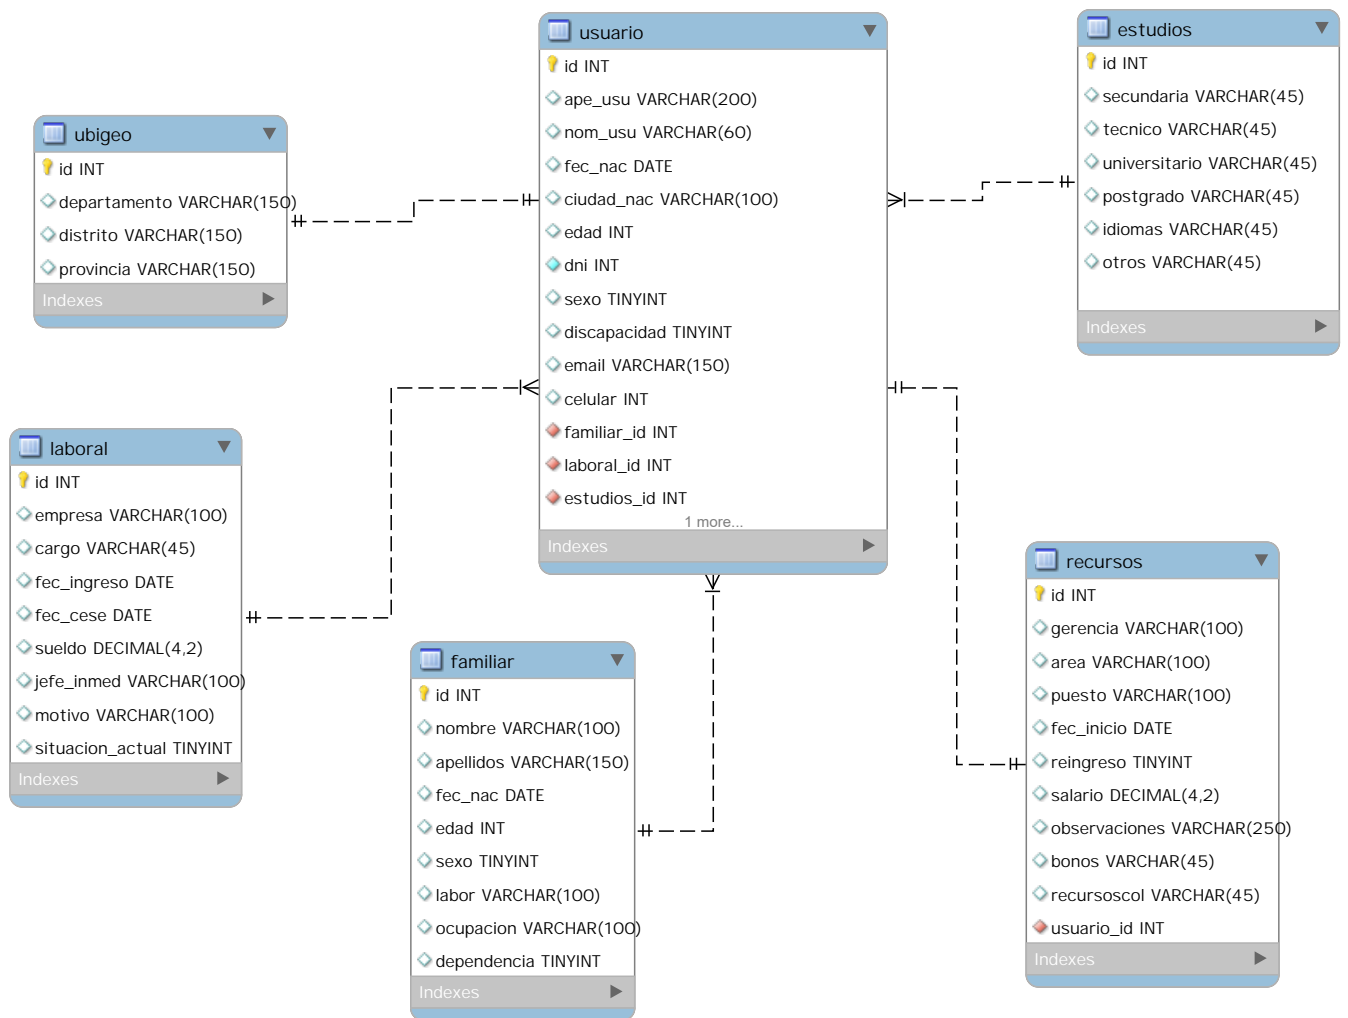 usuario
id INT
ape_usu VARCHAR(200)
nom_usu VARCHAR(60)
fec_nac DATE
ciudad_nac VARCHAR(100)
edad INT
dni INT
sexo TINYINT
discapacidad TINYINT
email VARCHAR(150)
celular INT
familiar_id INT
laboral_id INT
estudios_id INT
1 more...
Indexes
estudios
id INT
secundaria VARCHAR(45)
tecnico VARCHAR(45)
universitario VARCHAR(45)
postgrado VARCHAR(45)
idiomas VARCHAR(45)
otros VARCHAR(45)
Indexes
ubigeo
id INT
departamento VARCHAR(150)
distrito VARCHAR(150)
provincia VARCHAR(150)
Indexes
laboral
id INT
empresa VARCHAR(100)
cargo VARCHAR(45)
fec_ingreso DATE
fec_cese DATE
sueldo DECIMAL(4,2)
jefe_inmed VARCHAR(100)
motivo VARCHAR(100)
situacion_actual TINYINT
Indexes
familiar
id INT
nombre VARCHAR(100)
apellidos VARCHAR(150)
fec_nac DATE
edad INT
sexo TINYINT
labor VARCHAR(100)
ocupacion VARCHAR(100)
dependencia TINYINT
Indexes
recursos
id INT
gerencia VARCHAR(100)
area VARCHAR(100)
puesto VARCHAR(100)
fec_inicio DATE
reingreso TINYINT
salario DECIMAL(4,2)
observaciones VARCHAR(250)
bonos VARCHAR(45)
recursoscol VARCHAR(45)
usuario_id INT
Indexes